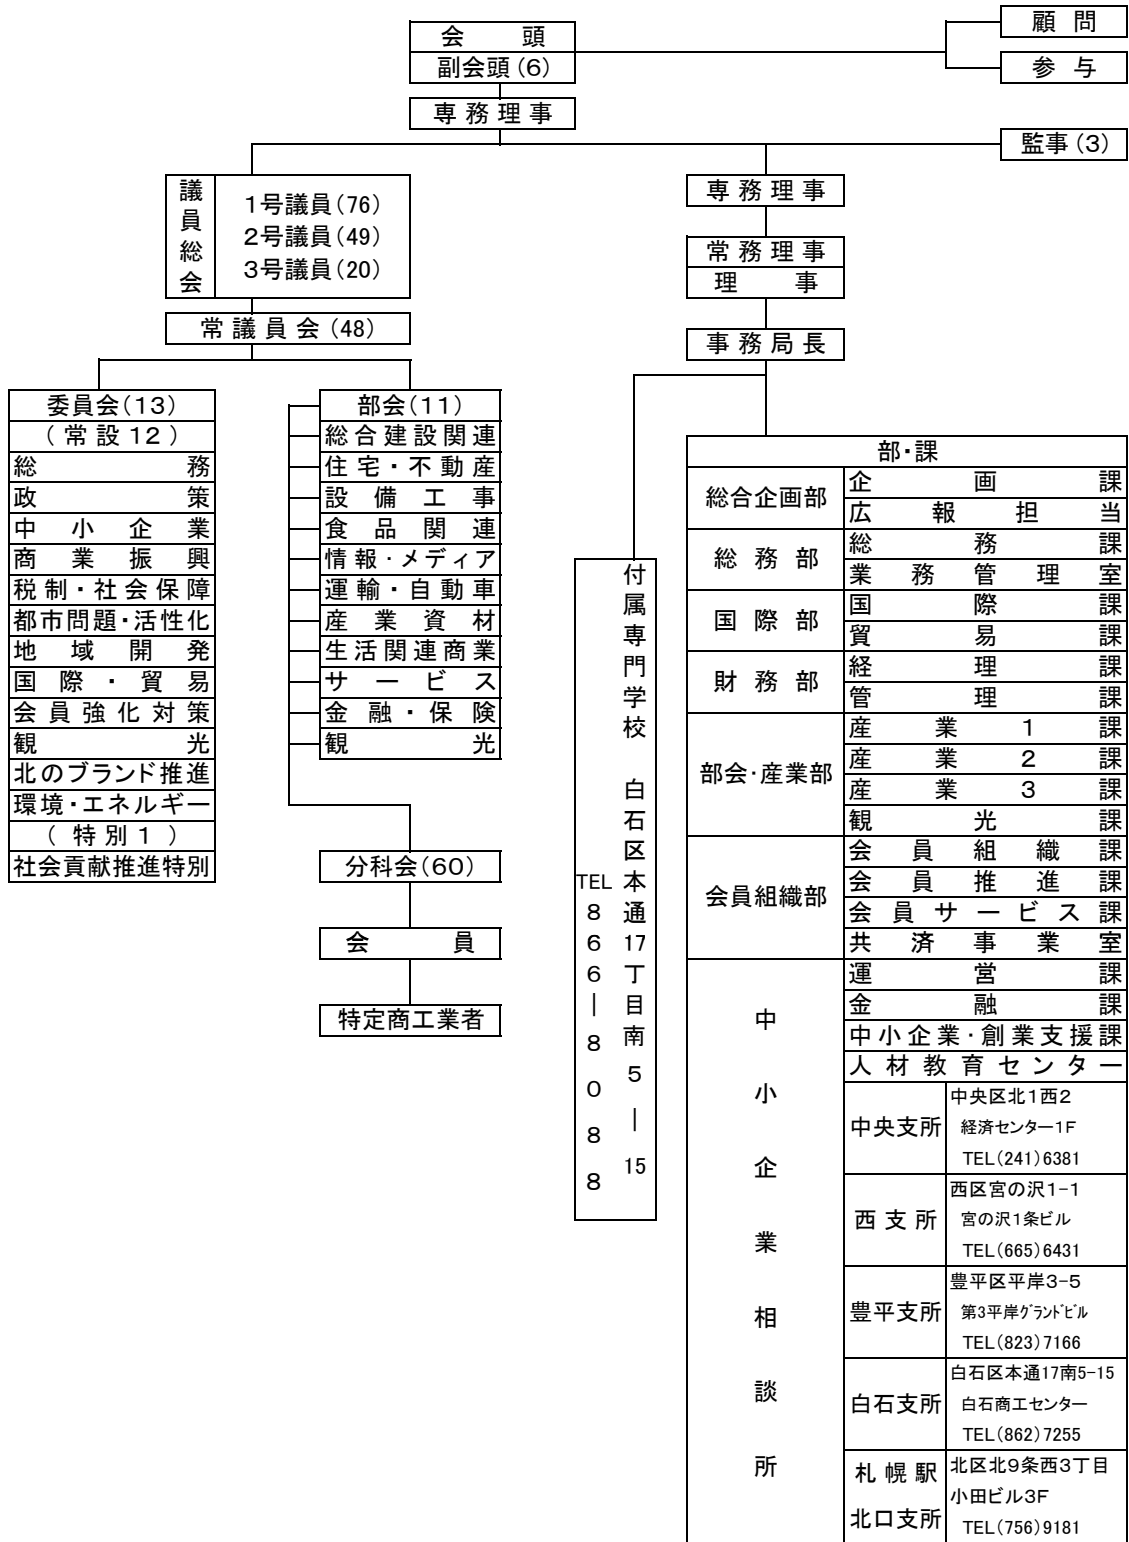 会頭
副会頭(6)
専務理事
顧問
参与
監事(3)
議員総会
1号議員(76)
2号議員(49)
3号議員(20)
常議員会(48)
委員会(13)
(常設12)
総務
政策
中小企業
商業振興
税制・社会保障
都市問題・活性化
地域開発
国際・貿易
会員強化対策
観光
北のブランド推進
環境・エネルギー
(特別1)
社会貢献推進特別
部会(11)
総合建設関連
住宅・不動産
設備工事
食品関連
情報・メディア
運輸・自動車
産業資材
生活関連商業
サービス
金融・保険
観光
分科会(60)
会員
特定商工業者
専務理事
常務理事
理事
事務局長
付属専門学校 白石区本通17丁目南5|15
TEL866|8088
部・課
総合企画部
企画課
広報担当
総務部
総務課
業務管理室
国際部
国際課
貿易課
財務部
経理課
管理課
部会・産業部
産業1課
産業2課
産業3課
観光課
会員組織部
会員組織課
会員推進課
会員サービス課
共済事業室
中小企業相談所
運営課
金融課
中小企業・創業支援課
人材教育センター
中央支所
中央区北1西2
経済センター1F
TEL(241)6381
西支所
西区宮の沢1-1
宮の沢1条ビル
TEL(665)6431
豊平支所
豊平区平岸3-5
第3平岸グランドビル
TEL(823)7166
白石支所
白石区本通17南5-15
白石商工センター
TEL(862)7255
札幌駅
北口支所
北区北9条西3丁目
小田ビル3F
TEL(756)9181